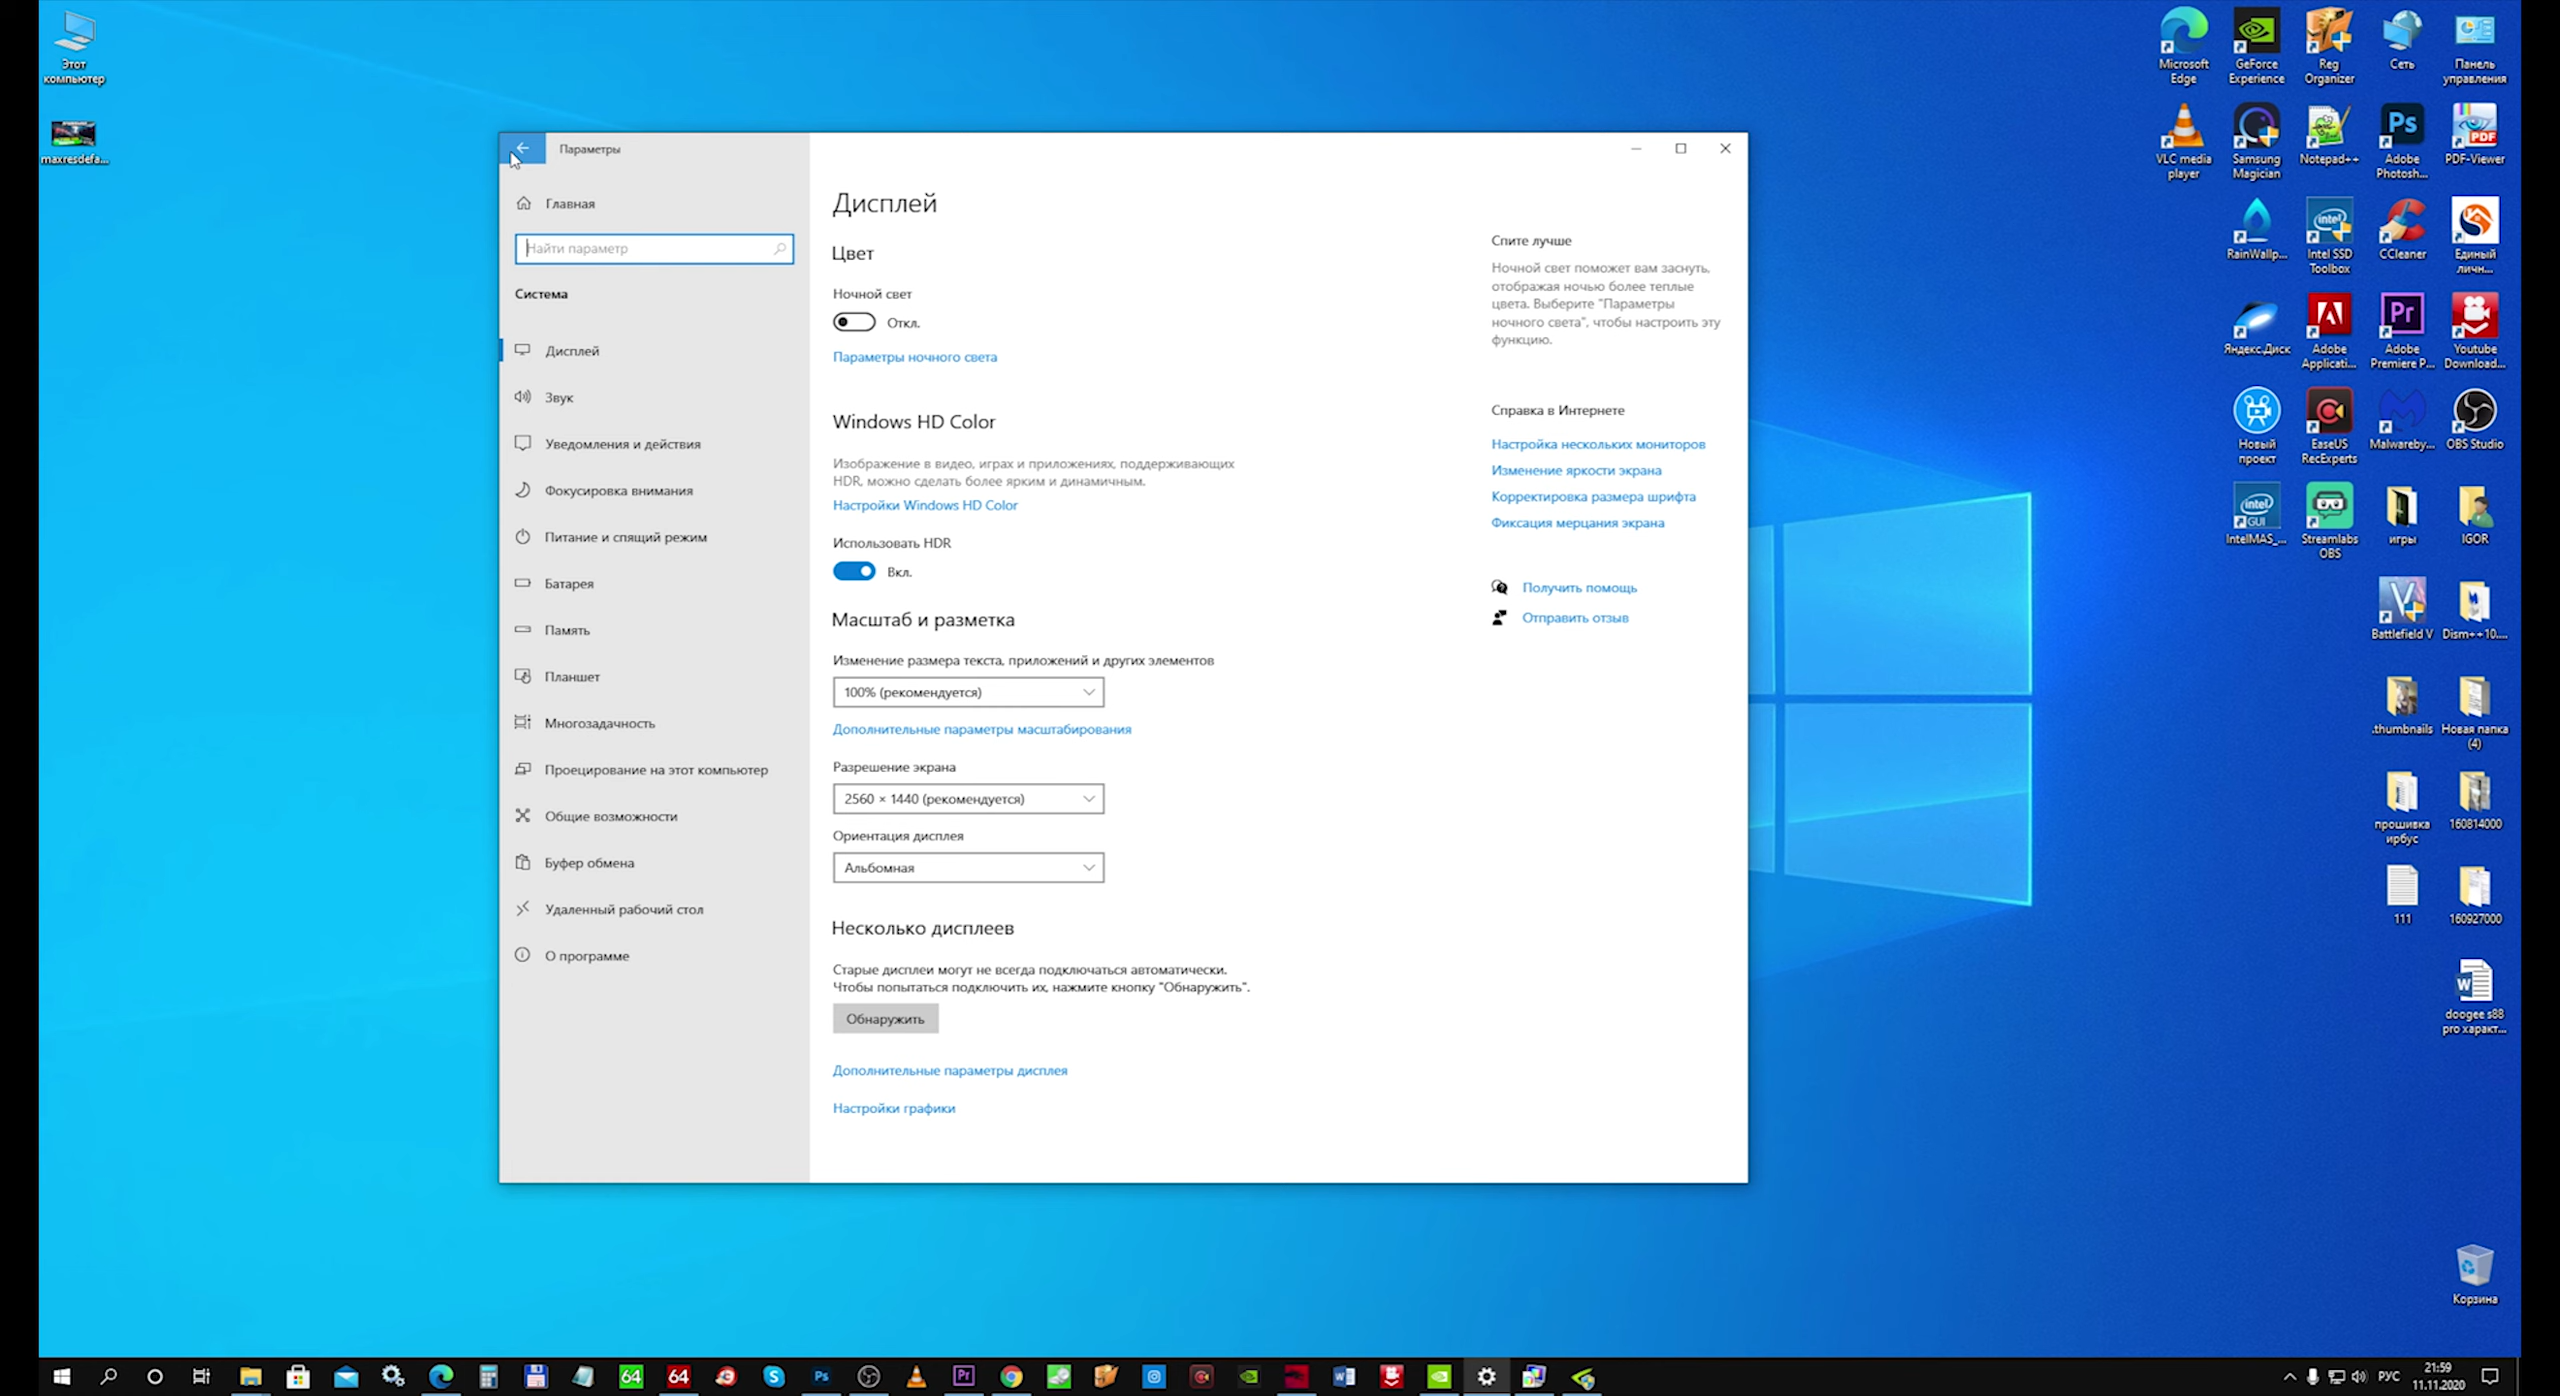 Этот
компьютер
maxresdefa...
Параметры
Главная
Найти параметр
Система
Дисплей
Звук
Уведомления и действия
Фокусировка внимания
Питание и спящий режим
Батарея
Память
Планшет
Многозадачность
Проецирование на этот компьютер
Общие возможности
Буфер обмена
Удаленный рабочий стол
О программе
Дисплей
Цвет
Ночной свет
Откл.
Параметры ночного света
Windows HD Color
Изображение в видео, играх и приложениях, поддерживающих
HDR, можно сделать более ярким и динамичным.
Настройки Windows HD Color
Использовать HDR
Вкл.
Масштаб и разметка
Изменение размера текста, приложений и других элементов
100% (рекомендуется)
Дополнительные параметры масштабирования
Разрешение экрана
2560 × 1440 (рекомендуется)
Ориентация дисплея
Альбомная
Несколько дисплеев
Старые дисплеи могут не всегда подключаться автоматически.
Чтобы попытаться подключить их, нажмите кнопку "Обнаружить".
Обнаружить
Дополнительные параметры дисплея
Настройки графики
Спите лучше
Ночной свет поможет вам заснуть,
отображая ночью более теплые
цвета. Выберите "Параметры
ночного света", чтобы настроить эту
функцию.
Справка в Интернете
Настройка нескольких мониторов
Изменение яркости экрана
Корректировка размера шрифта
Фиксация мерцания экрана
Получить помощь
Отправить отзыв
Microsoft
Edge
GeForce
Experience
Reg
Organizer
Сеть
Панель
управления
VLC media
player
Samsung
Magician
Notepad++
Ps
Adobe
Photosh...
PDF
PDF-Viewer
RainWallp...
intel
Intel SSD
Toolbox
CCleaner
Единый
личн...
Яндекс.Диск
Adobe
Applicati...
Pr
Adobe
Premiere P...
Youtube
Download...
Новый
проект
EaseUS
RecExperts
Malwareby...
OBS Studio
intel
GUI
IntelMAS_...
Streamlabs
OBS
игры
IGOR
V
Battlefield V
Dism++10....
.thumbnails
Новая папка
(4)
прошивка
ирбус
160814000
111
160927000
W
doogee s88
pro характ...
Корзина
64
64
Ps
Pr
РУС
21:59
11.11.2020